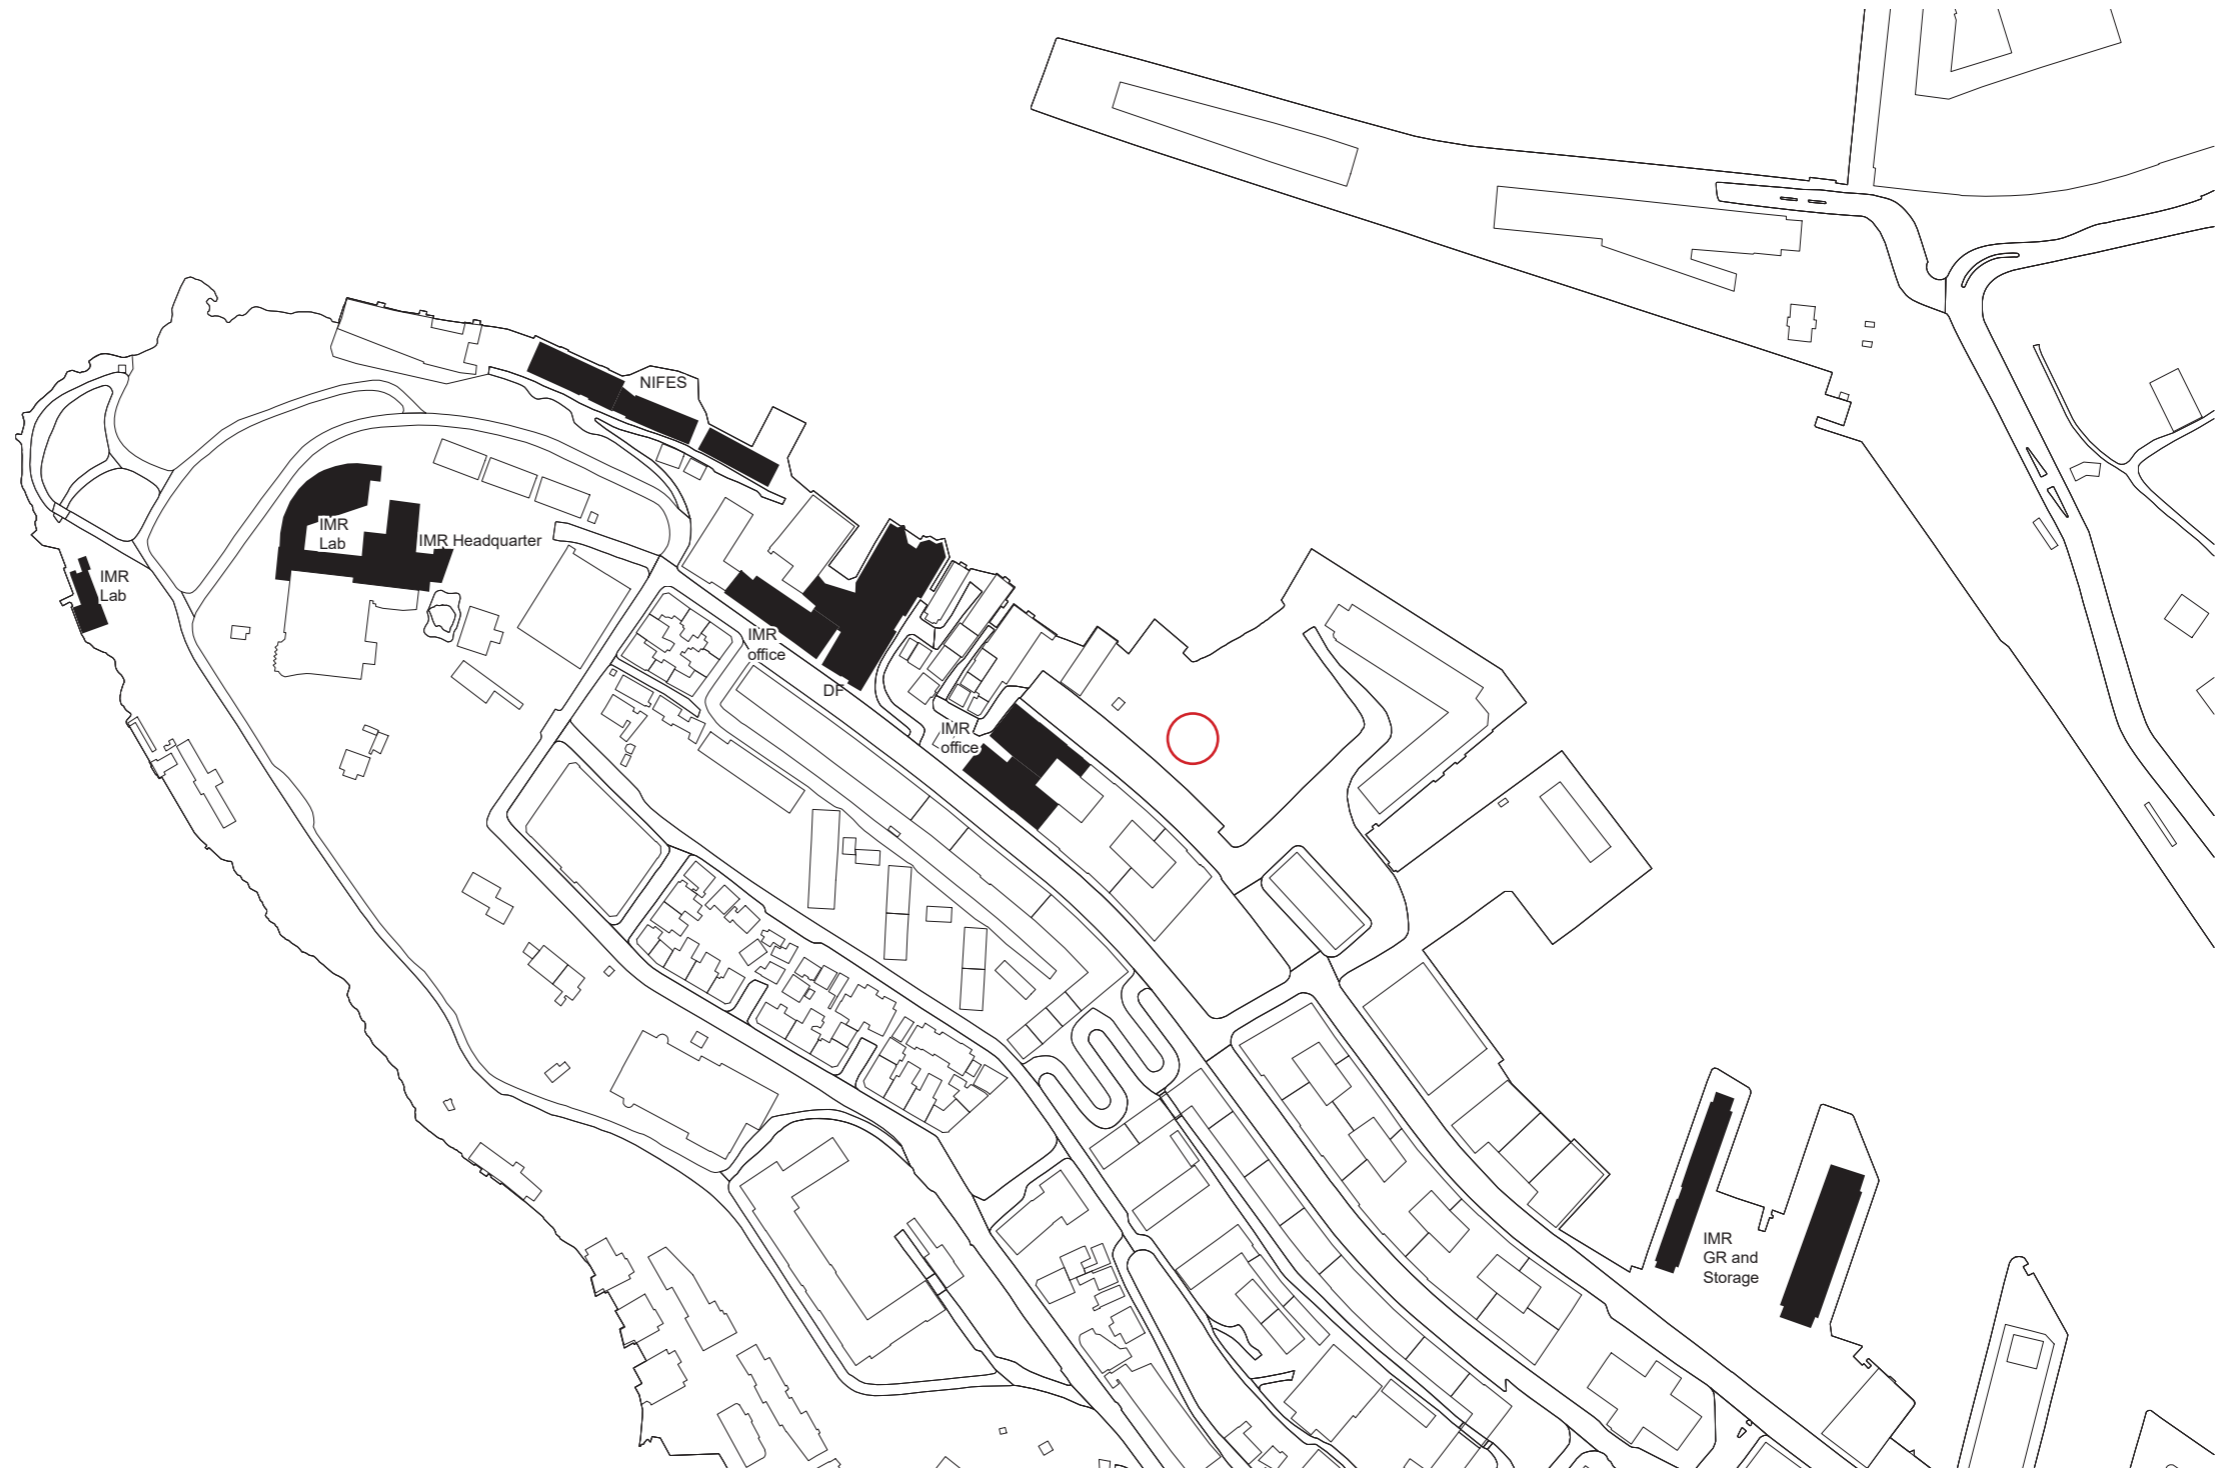 NIFES
IMR
Lab
IMR Headquarter
IMR
Lab
IMR
office
DF
IMR
office
IMR
GR and
Storage